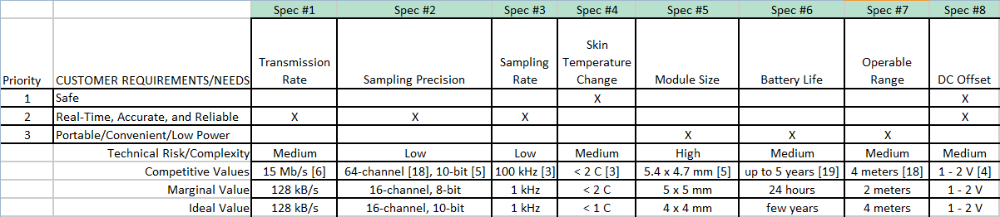 Spec #1 Spec #2 Spec #3 Spec #4 Spec #5 Spec #6 Spec #7 Spec #8
Priority CUSTOMER REQUIREMENTS/NEEDS Transmission Rate Sampling Precision Sampling Rate Skin Temperature Change Module Size Battery Life Operable Range DC Offset
1 Safe X X
2 Real-Time, Accurate, and Reliable X X X X
3 Portable/Convenient/Low Power X X X
Technical Risk/Complexity Medium Low Low Medium High Medium Medium Medium
Competitive Values 15 Mb/s [6] 64-channel [18], 10-bit [5] 100 kHz [3] < 2 C [3] 5.4 x 4.7 mm [5] up to 5 years [19] 4 meters [18] 1 - 2 V [4]
Marginal Value 128 kB/s 16-channel, 8-bit 1 kHz < 2 C 5 x 5 mm 24 hours 2 meters 1 - 2 V
Ideal Value 128 kB/s 16-channel, 10-bit 1 kHz < 1 C 4 x 4 mm few years 4 meters 1 - 2 V